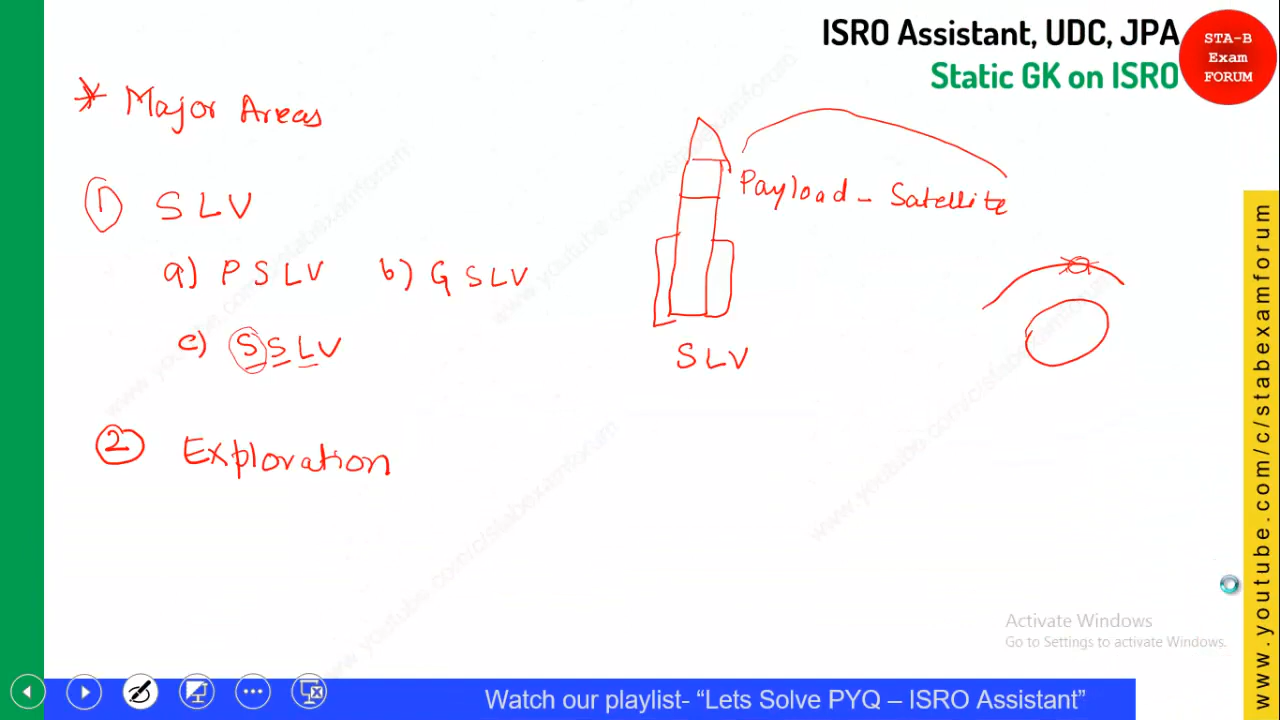 ISRO Assistant, UDC, JPA
Static GK on ISRO
STA-B
Exam
FORUM
* Major Areas
① SLV
a) PSLV b) GSLV
c) SSLV
② Exploration
Payload - Satellite
SLV
www.youtube.com/c/stabexamforum
Activate Windows
Go to Settings to activate Windows.
Watch our playlist- “Lets Solve PYQ – ISRO Assistant”